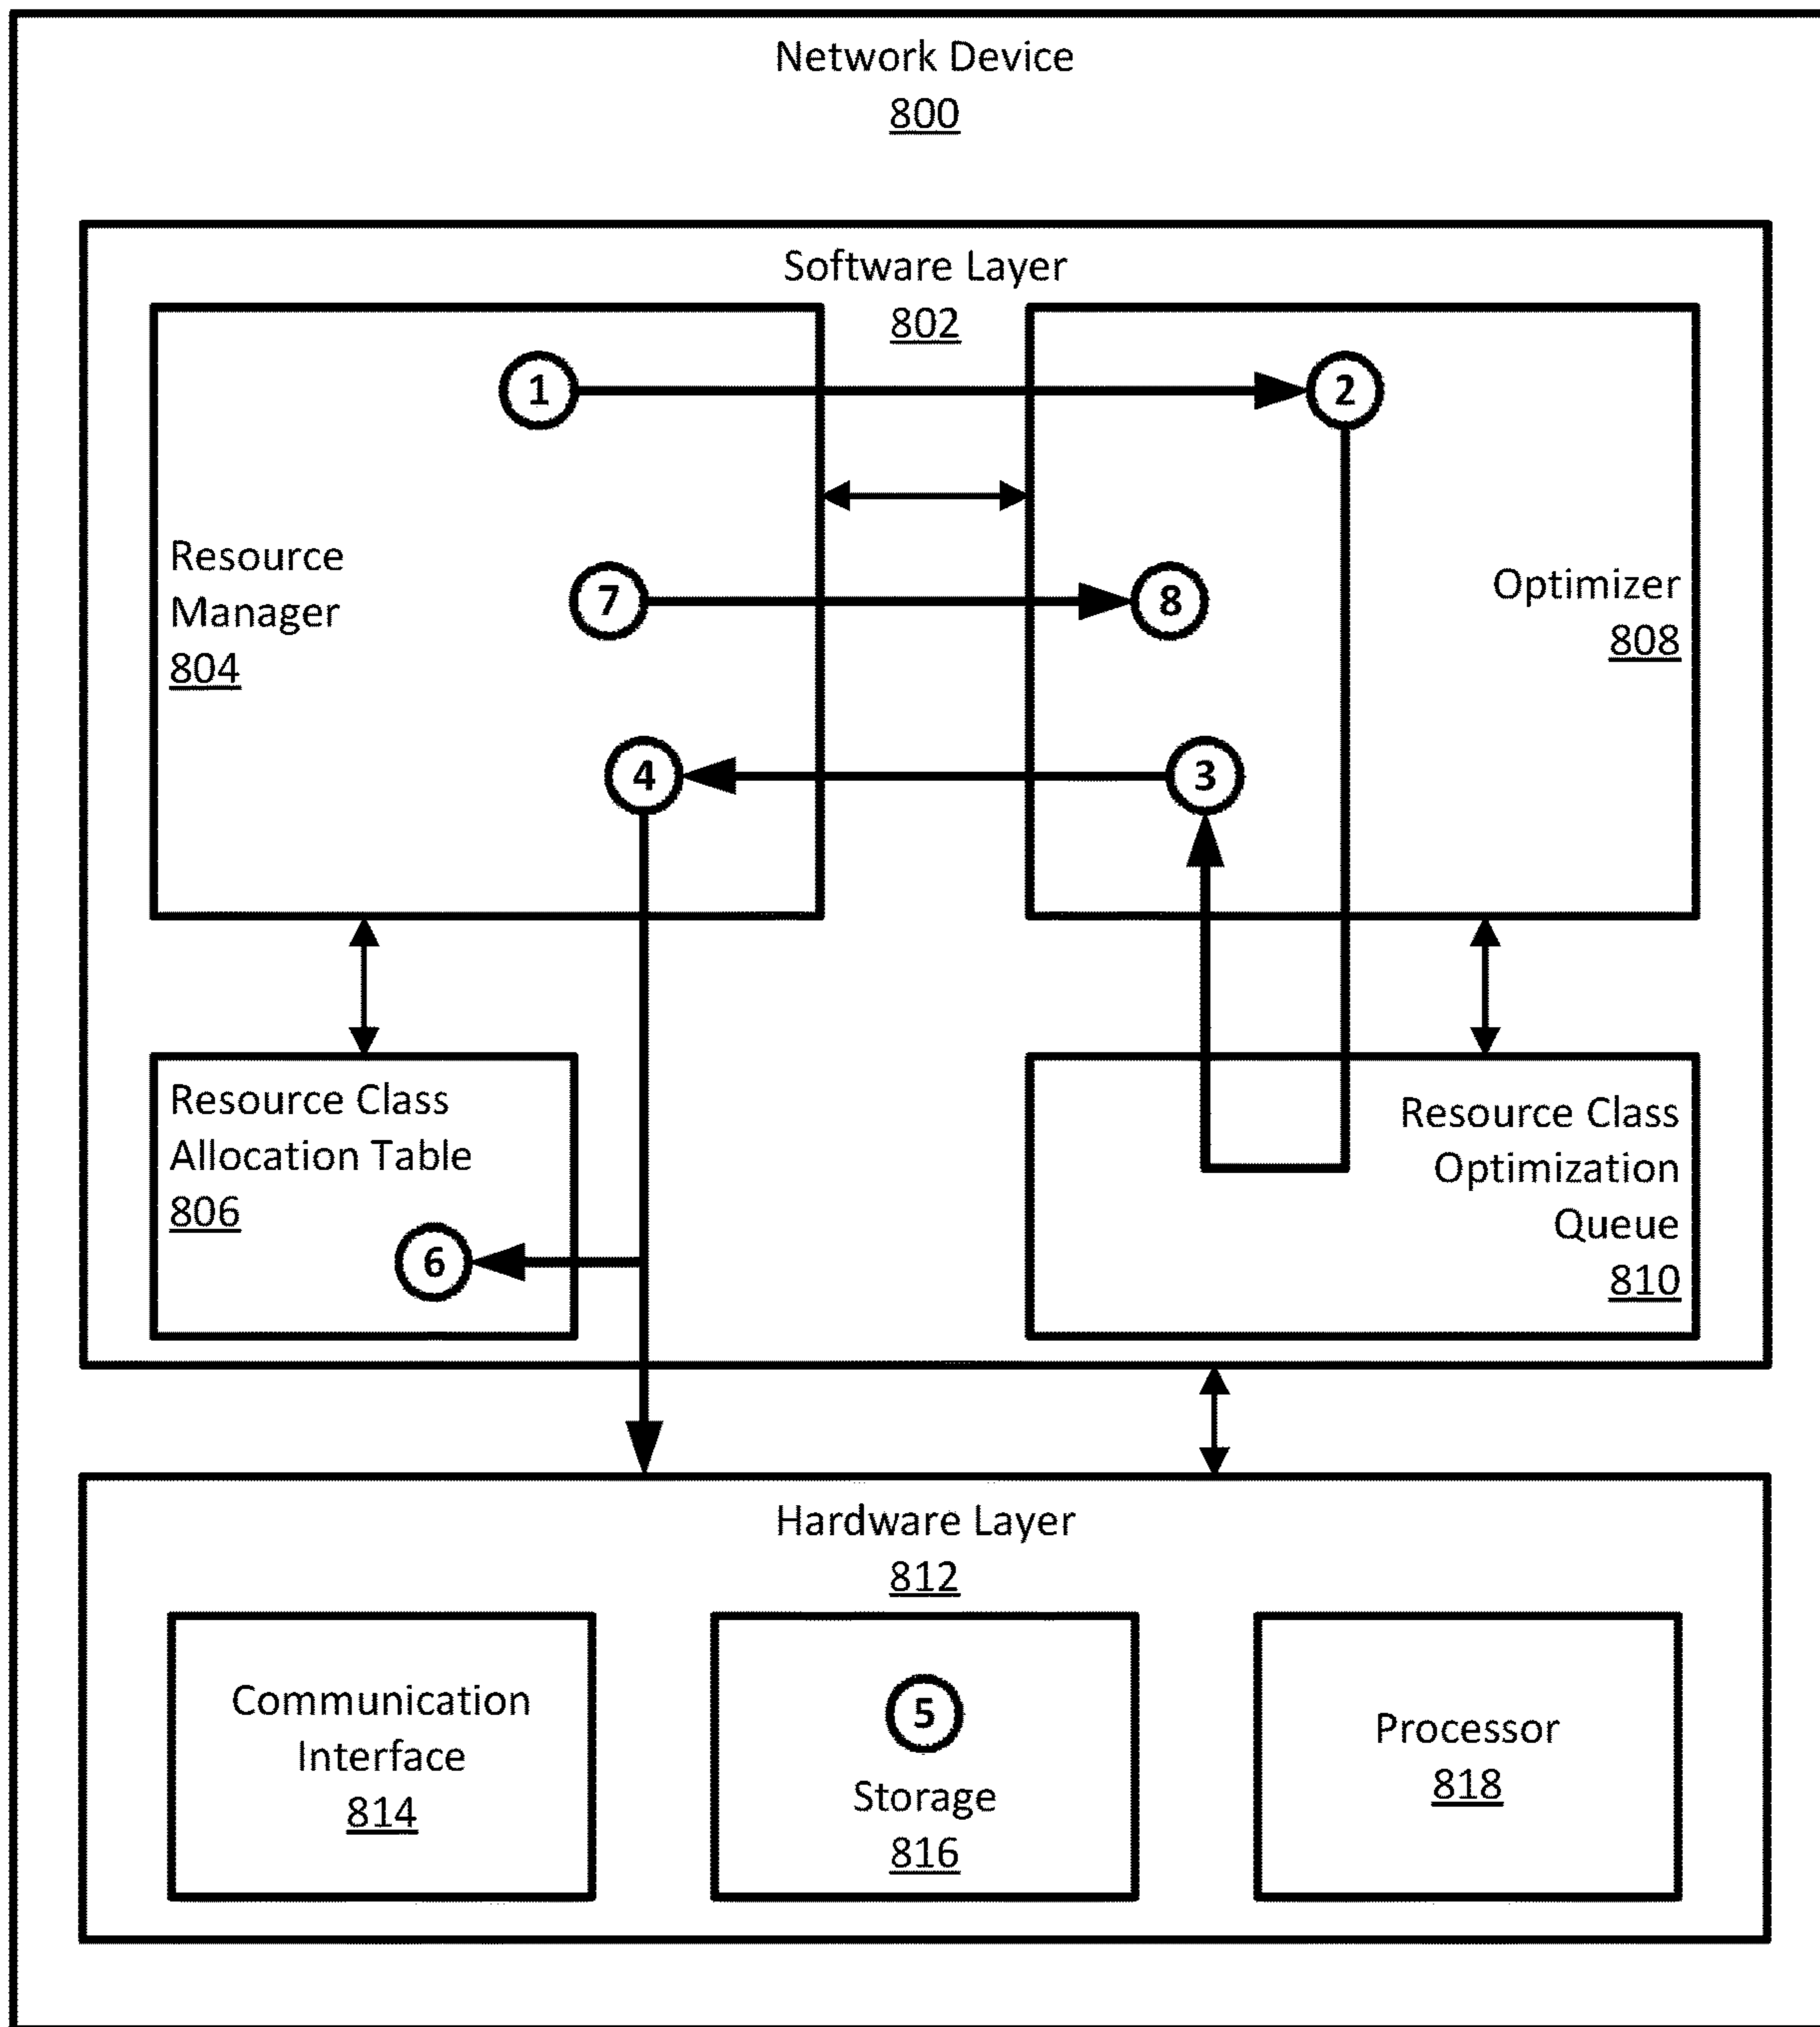 Network Device
800
Software Layer
802
1
2
Resource
Manager
804
7
8
Optimizer
808
4
3
Resource Class
Allocation Table
806
6
Resource Class
Optimization
Queue
810
Hardware Layer
812
Communication
Interface
814
5
Storage
816
Processor
818